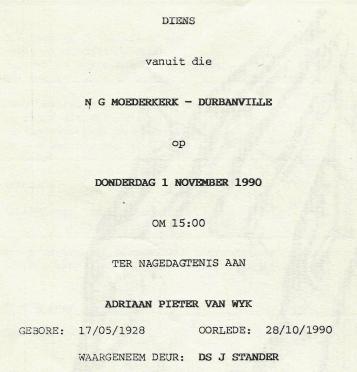 DIENS
vanuit die
N G MOEDERKERK - DURBANVILLE
op
DONDERDAG 1 NOVEMBER 1990
OM 15:00
TER NAGEDAGTENIS AAN
ADRIAAN PIETER VAN WYK
GEBORE: 17/05/1928 OORLEDE: 28/10/1990
WAARGENEEM DEUR: DS J STANDER